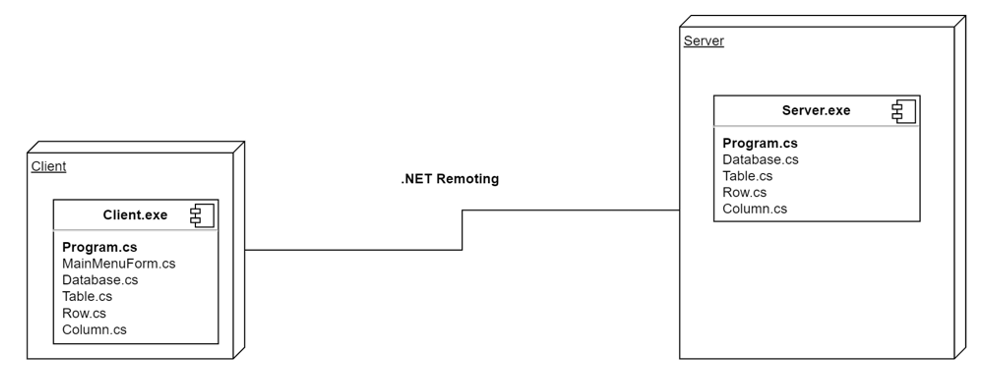 Server
Server.exe
Program.cs
Database.cs
Table.cs
Row.cs
Column.cs
.NET Remoting
Client
Client.exe
Program.cs
MainMenuForm.cs
Database.cs
Table.cs
Row.cs
Column.cs